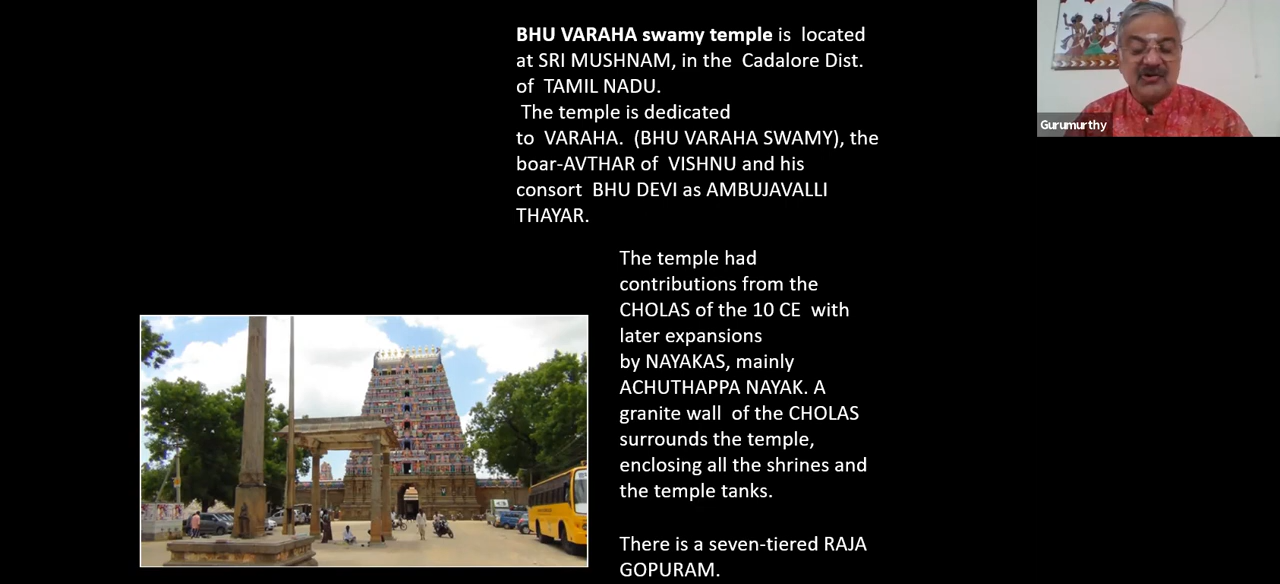 BHU VARAHA swamy temple is located
at SRI MUSHNAM, in the Cadalore Dist.
of TAMIL NADU.
The temple is dedicated
to VARAHA. (BHU VARAHA SWAMY), the
boar-AVTHAR of VISHNU and his
consort BHU DEVI as AMBUJAVALLI
THAYAR.
The temple had
contributions from the
CHOLAS of the 10 CE with
later expansions
by NAYAKAS, mainly
ACHUTHAPPA NAYAK. A
granite wall of the CHOLAS
surrounds the temple,
enclosing all the shrines and
the temple tanks.
There is a seven-tiered RAJA
GOPURAM.
Gurumurthy